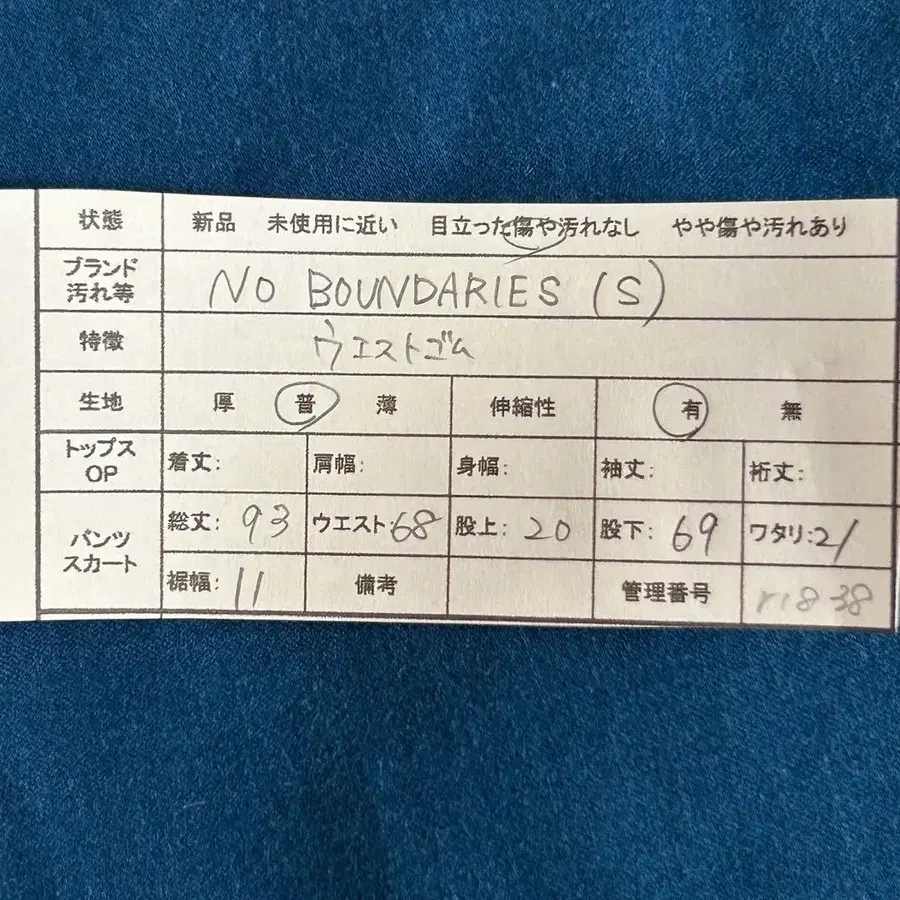 状態 新品 未使用に近い 目立った傷や汚れなし やや傷や汚れあり
ブランド
汚れ等 NO BOUNDARIES (S)
特徴 ウエストゴム
生地 厚 普 薄 伸縮性 有 無
トップス
OP 着丈: 肩幅: 身幅: 袖丈: 裄丈:
パンツ
スカート 総丈: 93 ウエスト:68 股上: 20 股下: 69 ワタリ:21
裾幅: 11 備考 管理番号 r1838